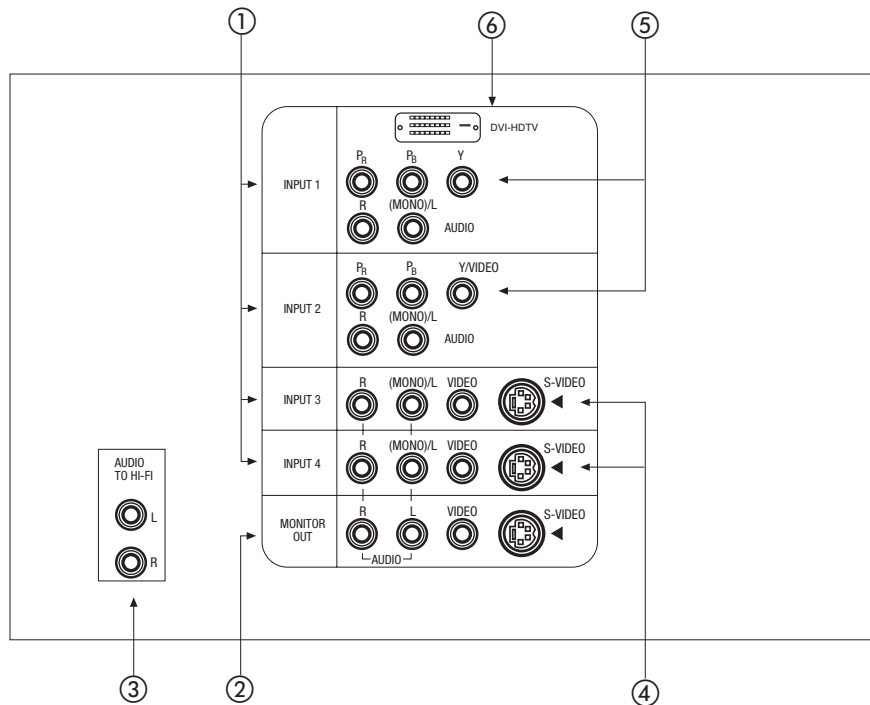 ① ⑥ ⑤
DVI-HDTV
PR PB Y
INPUT 1
R (MONO)/L AUDIO
PR PB Y/VIDEO
INPUT 2
R (MONO)/L AUDIO
R (MONO)/L VIDEO S-VIDEO
INPUT 3
R (MONO)/L VIDEO S-VIDEO
INPUT 4
R L VIDEO S-VIDEO
MONITOR
OUT
AUDIO
AUDIO
TO HI-FI
L
R
③ ② ④